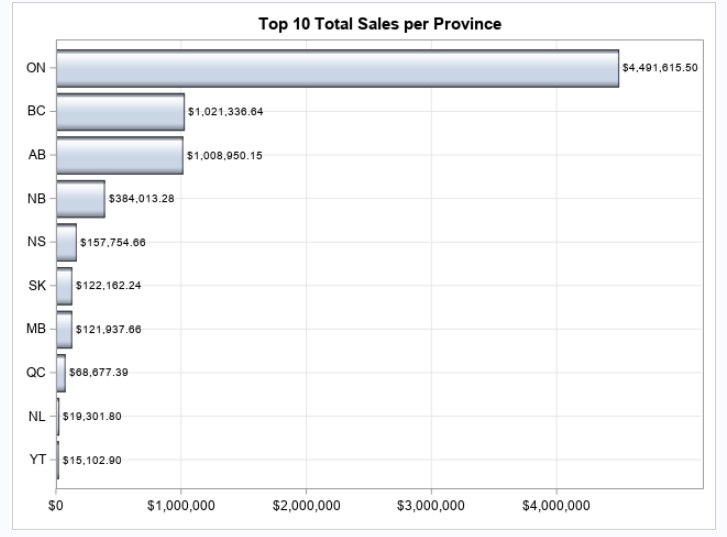 Top 10 Total Sales per Province
ON $4,491,615.50
BC $1,021,336.64
AB $1,008,950.15
NB $384,013.28
NS $157,754.66
SK $122,162.24
MB $121,937.66
QC $68,677.39
NL $19,301.80
YT $15,102.90
$0 $1,000,000 $2,000,000 $3,000,000 $4,000,000